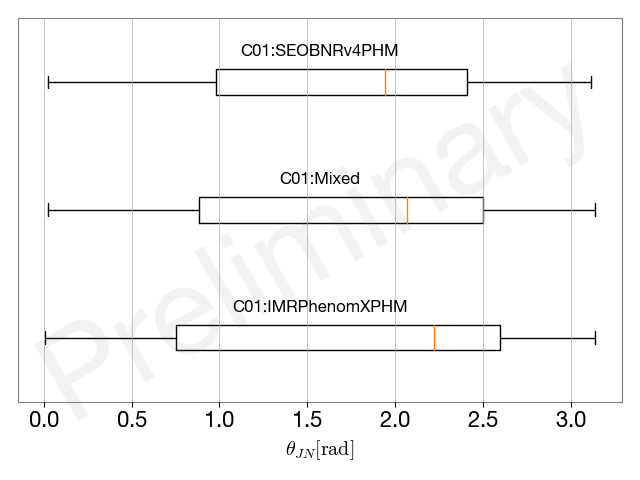 C01:SEOBNRv4PHM
C01:Mixed
C01:IMRPhenomXPHM
Preliminary
0.0 0.5 1.0 1.5 2.0 2.5 3.0
θ_JN[rad]